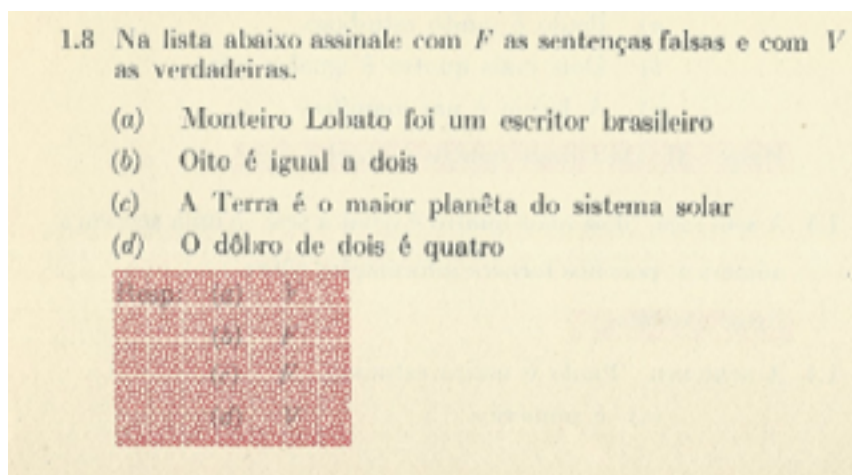 1.8 Na lista abaixo assinale com F as sentenças falsas e com V
as verdadeiras:
(a) Monteiro Lobato foi um escritor brasileiro
(b) Oito é igual a dois
(c) A Terra é o maior planêta do sistema solar
(d) O dôbro de dois é quatro
Resp. (a) V
(b) F
(c) F
(d) V